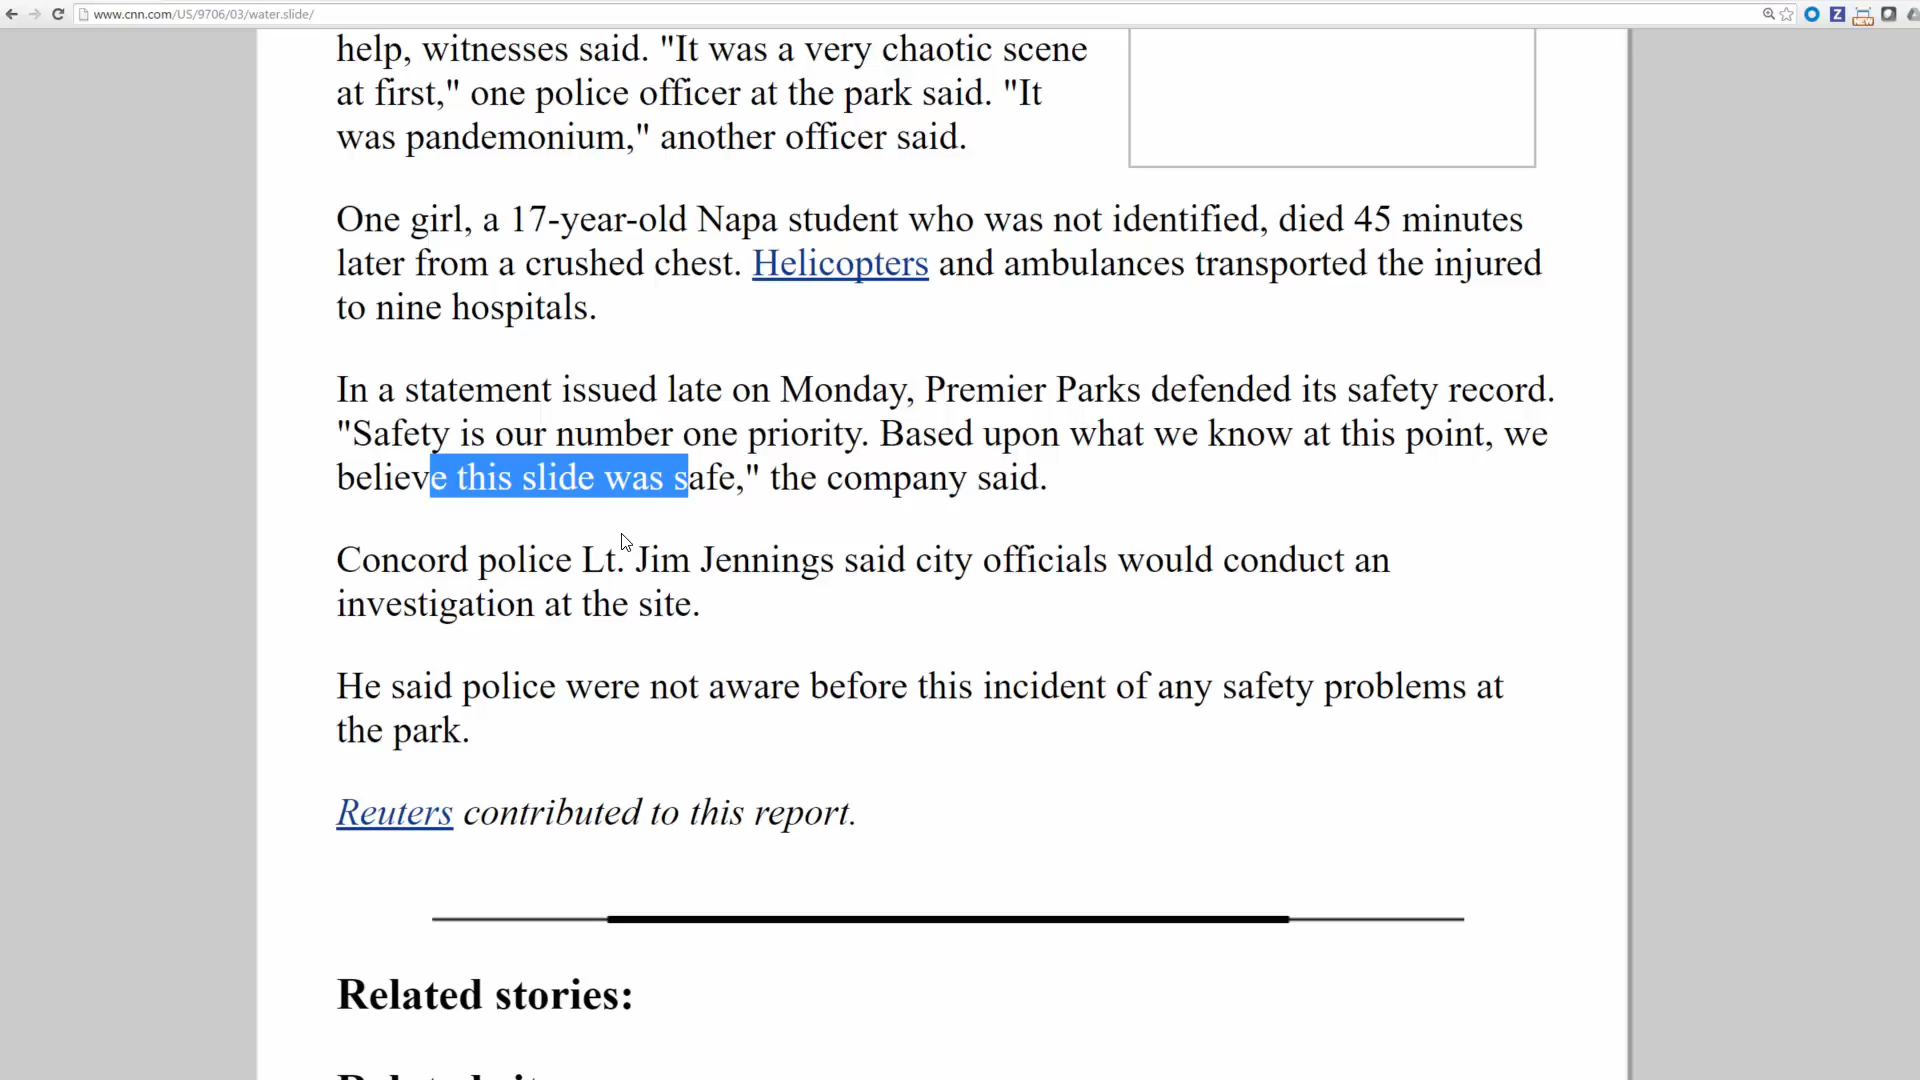 www.cnn.com/US/9706/03/water.slide/
help, witnesses said. "It was a very chaotic scene
at first," one police officer at the park said. "It
was pandemonium," another officer said.
One girl, a 17-year-old Napa student who was not identified, died 45 minutes
later from a crushed chest. Helicopters and ambulances transported the injured
to nine hospitals.
In a statement issued late on Monday, Premier Parks defended its safety record.
"Safety is our number one priority. Based upon what we know at this point, we
believe this slide was safe," the company said.
Concord police Lt. Jim Jennings said city officials would conduct an
investigation at the site.
He said police were not aware before this incident of any safety problems at
the park.
Reuters contributed to this report.
Related stories: